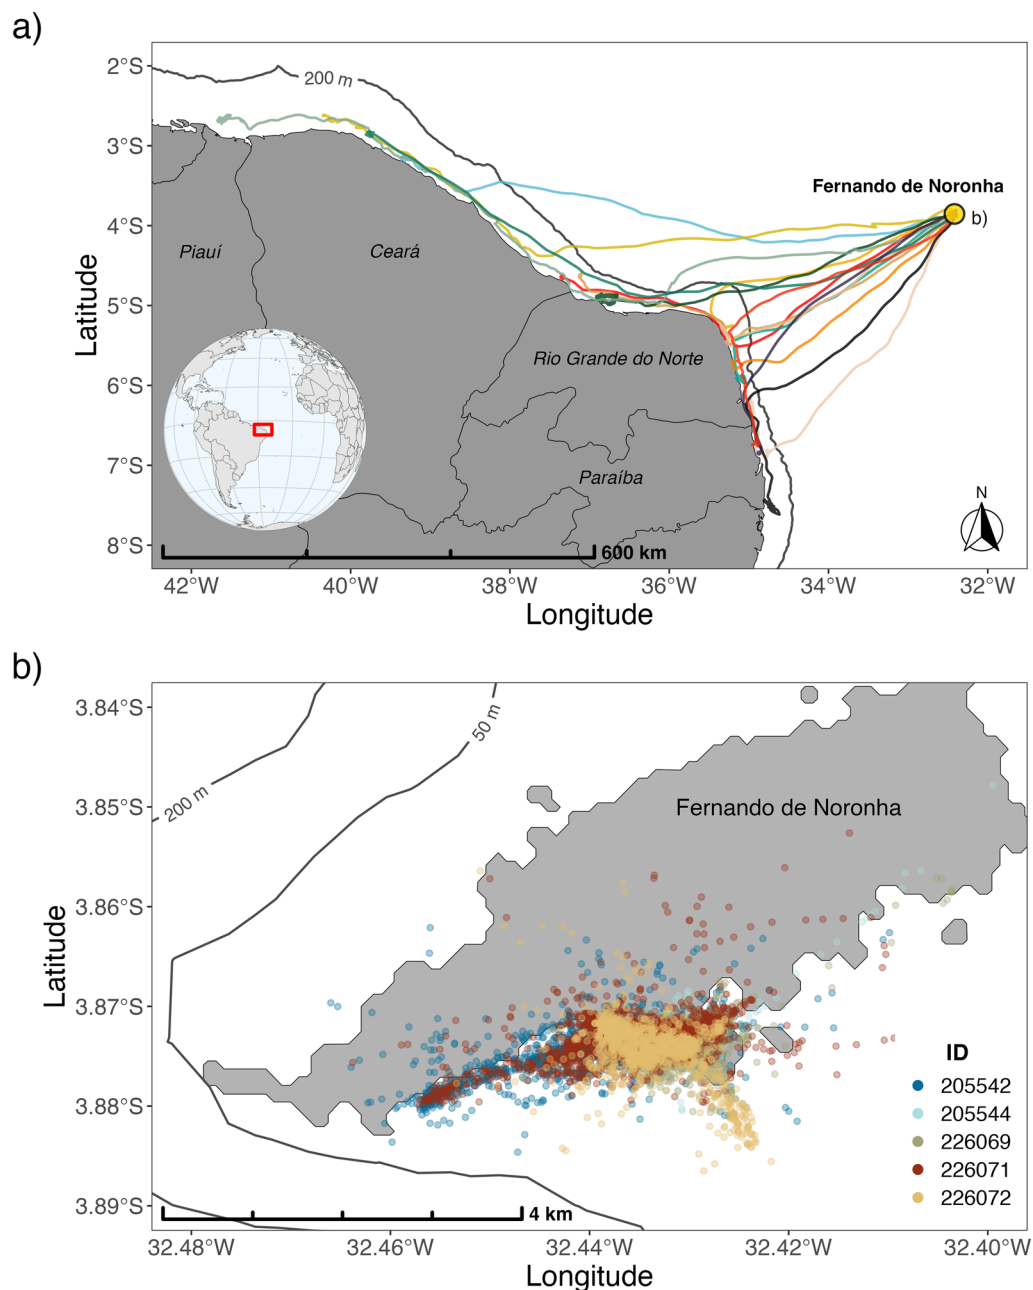 a)
2°S
3°S
4°S
5°S
6°S
7°S
8°S
Latitude
200 m
Fernando de Noronha
b)
Piauí
Ceará
Rio Grande do Norte
Paraíba
N
600 km
42°W
40°W
38°W
36°W
34°W
32°W
Longitude
b)
3.84°S
3.85°S
3.86°S
3.87°S
3.88°S
3.89°S
Latitude
200 m
50 m
Fernando de Noronha
ID
205542
205544
226069
226071
226072
4 km
32.48°W
32.46°W
32.44°W
32.42°W
32.40°W
Longitude